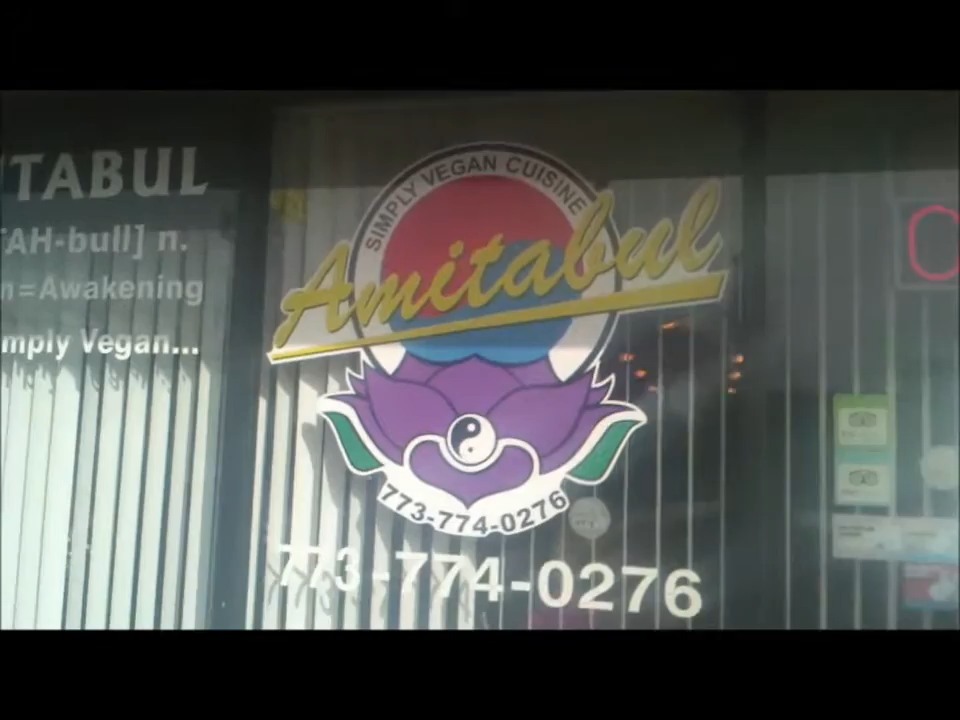 TABUL
TAH-bull] n.
=Awakening
mply Vegan...
SIMPLY VEGAN CUISINE
Amitabul
773-774-0276
773-774-0276